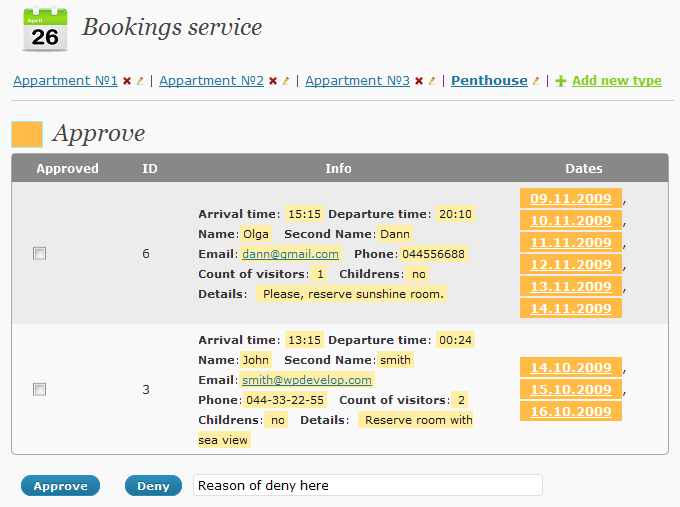 April
26
Bookings service
Appartment №1 | Appartment №2 | Appartment №3 | Penthouse | Add new type
Approve
Approved ID Info Dates
6
Arrival time: 15:15 Departure time: 20:10
Name: Olga Second Name: Dann
Email: dann@gmail.com Phone: 044556688
Count of visitors: 1 Childrens: no
Details: Please, reserve sunshine room.
09.11.2009 ,
10.11.2009 ,
11.11.2009 ,
12.11.2009 ,
13.11.2009 ,
14.11.2009
3
Arrival time: 13:15 Departure time: 00:24
Name: John Second Name: smith
Email: smith@wpdevelop.com
Phone: 044-33-22-55 Count of visitors: 2
Childrens: no Details: Reserve room with
sea view
14.10.2009 ,
15.10.2009 ,
16.10.2009
Approve Deny Reason of deny here